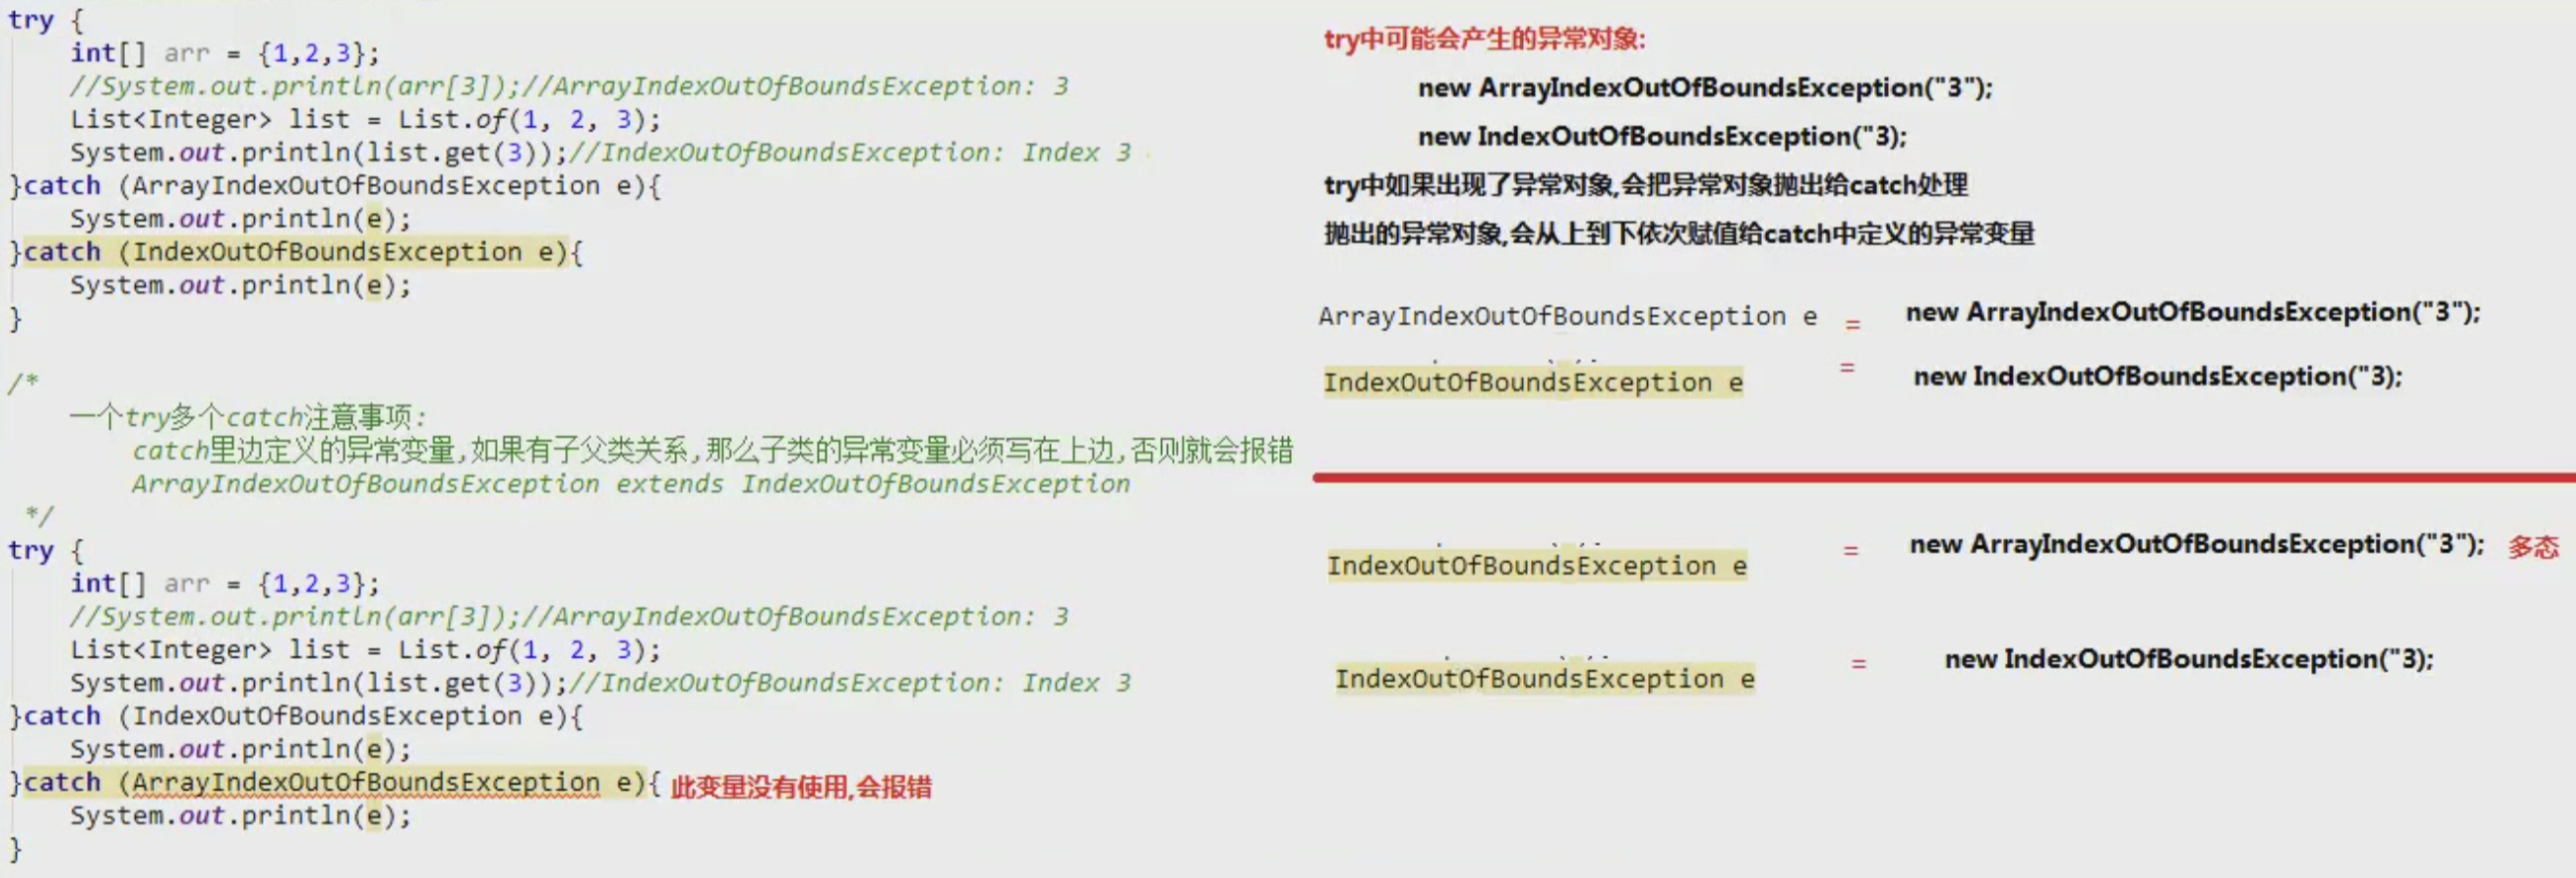 try {
int[] arr = {1,2,3};
//System.out.println(arr[3]);//ArrayIndexOutOfBoundsException: 3
List<Integer> list = List.of(1, 2, 3);
System.out.println(list.get(3));//IndexOutOfBoundsException: Index 3
}catch (ArrayIndexOutOfBoundsException e){
System.out.println(e);
}catch (IndexOutOfBoundsException e){
System.out.println(e);
}
/*
一个try多个catch注意事项:
catch里边定义的异常变量,如果有子父类关系,那么子类的异常变量必须写在上边,否则就会报错
ArrayIndexOutOfBoundsException extends IndexOutOfBoundsException
*/
try {
int[] arr = {1,2,3};
//System.out.println(arr[3]);//ArrayIndexOutOfBoundsException: 3
List<Integer> list = List.of(1, 2, 3);
System.out.println(list.get(3));//IndexOutOfBoundsException: Index 3
}catch (IndexOutOfBoundsException e){
System.out.println(e);
}catch (ArrayIndexOutOfBoundsException e){ 此变量没有使用,会报错
System.out.println(e);
}
try中可能会产生的异常对象:
new ArrayIndexOutOfBoundsException("3");
new IndexOutOfBoundsException("3);
try中如果出现了异常对象,会把异常对象抛出给catch处理
抛出的异常对象,会从上到下依次赋值给catch中定义的异常变量
ArrayIndexOutOfBoundsException e = new ArrayIndexOutOfBoundsException("3");
IndexOutOfBoundsException e = new IndexOutOfBoundsException("3);
IndexOutOfBoundsException e = new ArrayIndexOutOfBoundsException("3"); 多态
IndexOutOfBoundsException e = new IndexOutOfBoundsException("3);